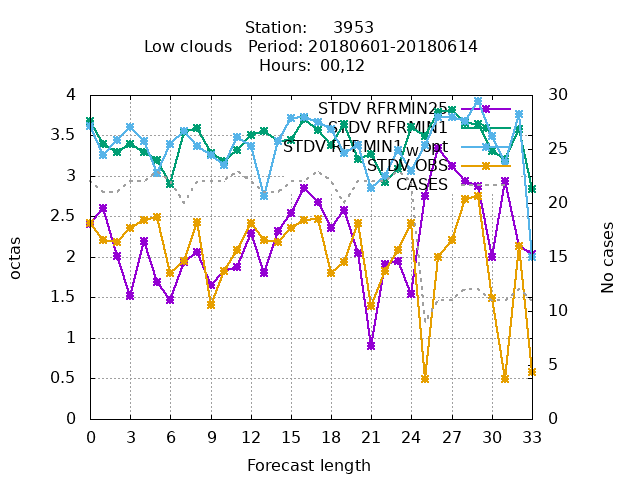 Station: 3953
Low clouds Period: 20180601-20180614
Hours: 00,12
4
3.5
3
2.5
2
1.5
1
0.5
0
30
25
20
15
10
5
0
STDV RFRMIN25
STDV RFRMIN1
STDV RFRMIN1_w_opt
STDV OBS
CASES
octas
No cases
0 3 6 9 12 15 18 21 24 27 30 33
Forecast length